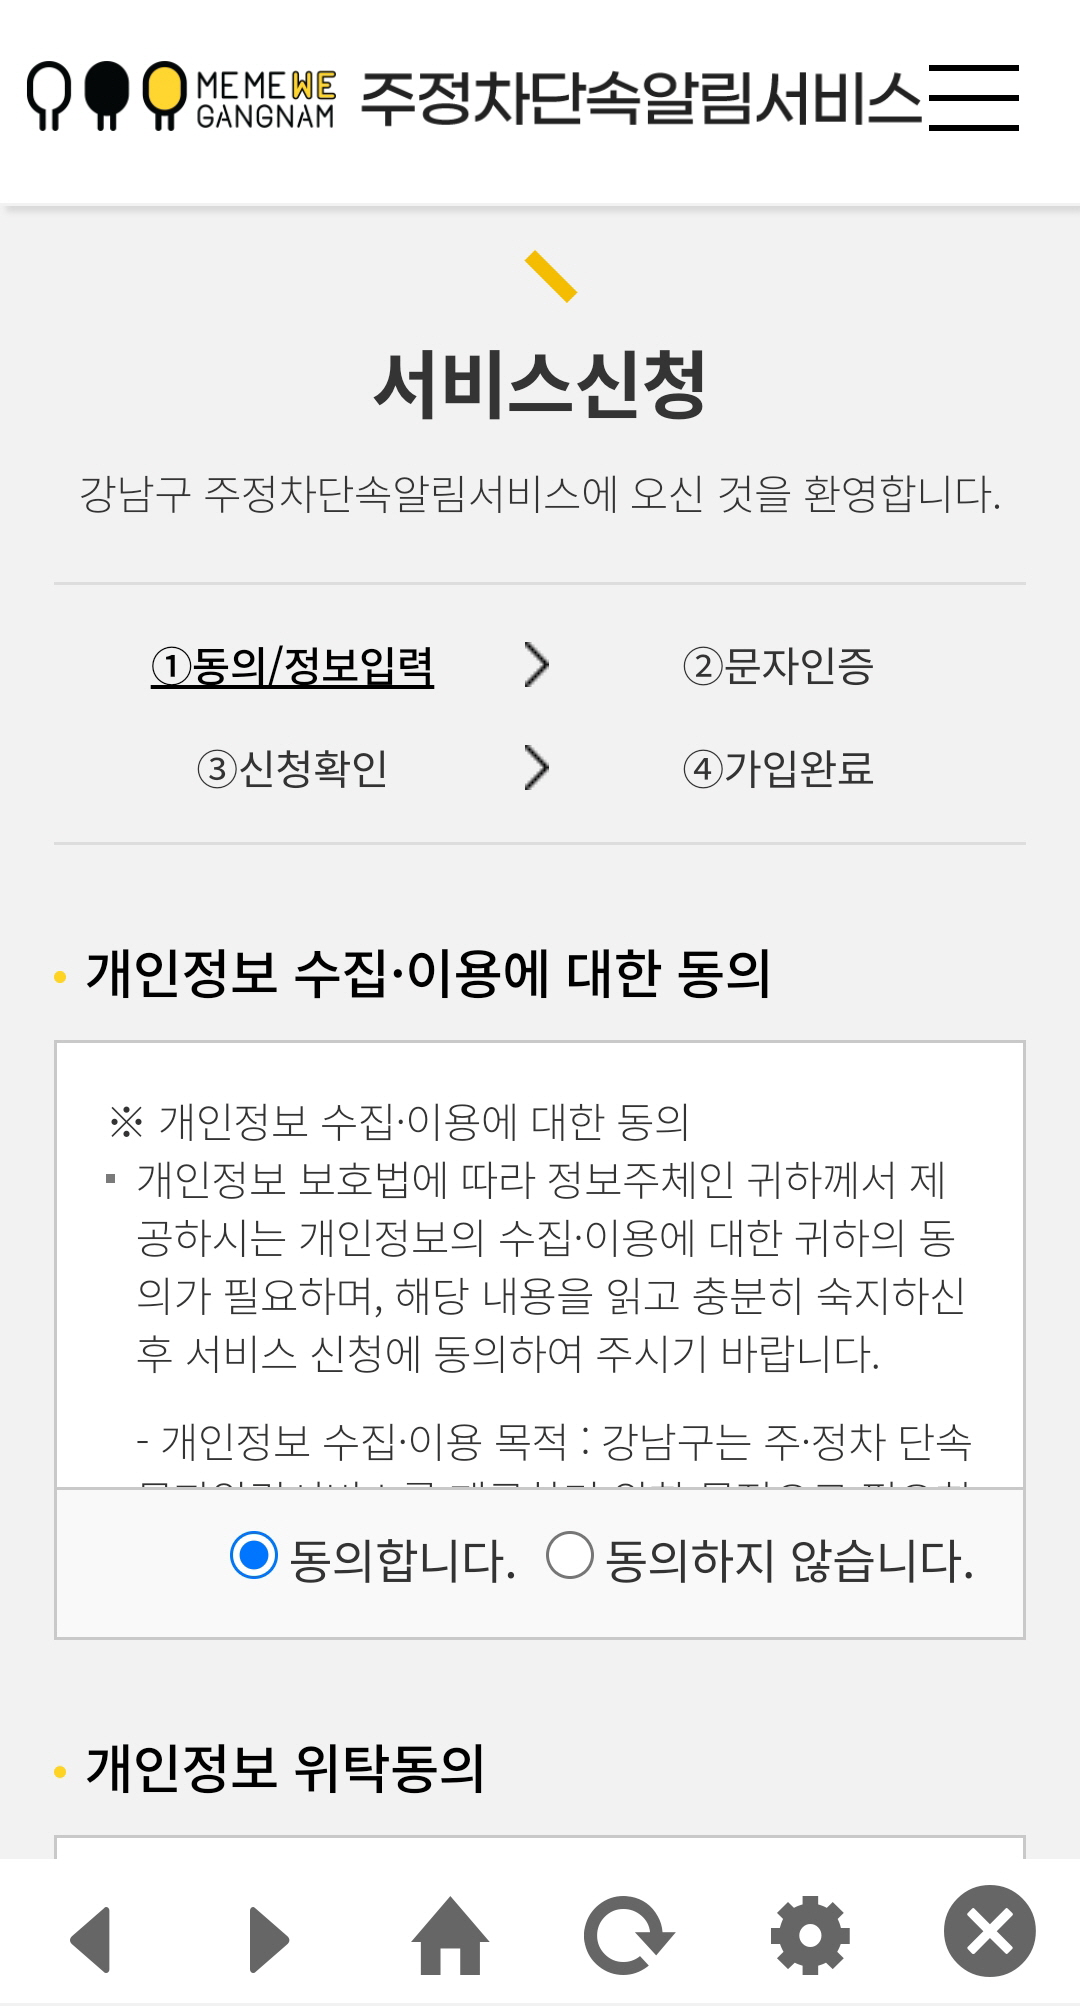 MEMEWE
GANGNAM
주정차단속알림서비스
서비스신청
강남구 주정차단속알림서비스에 오신 것을 환영합니다.
①동의/정보입력
②문자인증
③신청확인
④가입완료
개인정보 수집·이용에 대한 동의
※ 개인정보 수집·이용에 대한 동의
개인정보 보호법에 따라 정보주체인 귀하께서 제
공하시는 개인정보의 수집·이용에 대한 귀하의 동
의가 필요하며, 해당 내용을 읽고 충분히 숙지하신
후 서비스 신청에 동의하여 주시기 바랍니다.
- 개인정보 수집·이용 목적 : 강남구는 주·정차 단속
동의합니다.
동의하지 않습니다.
개인정보 위탁동의